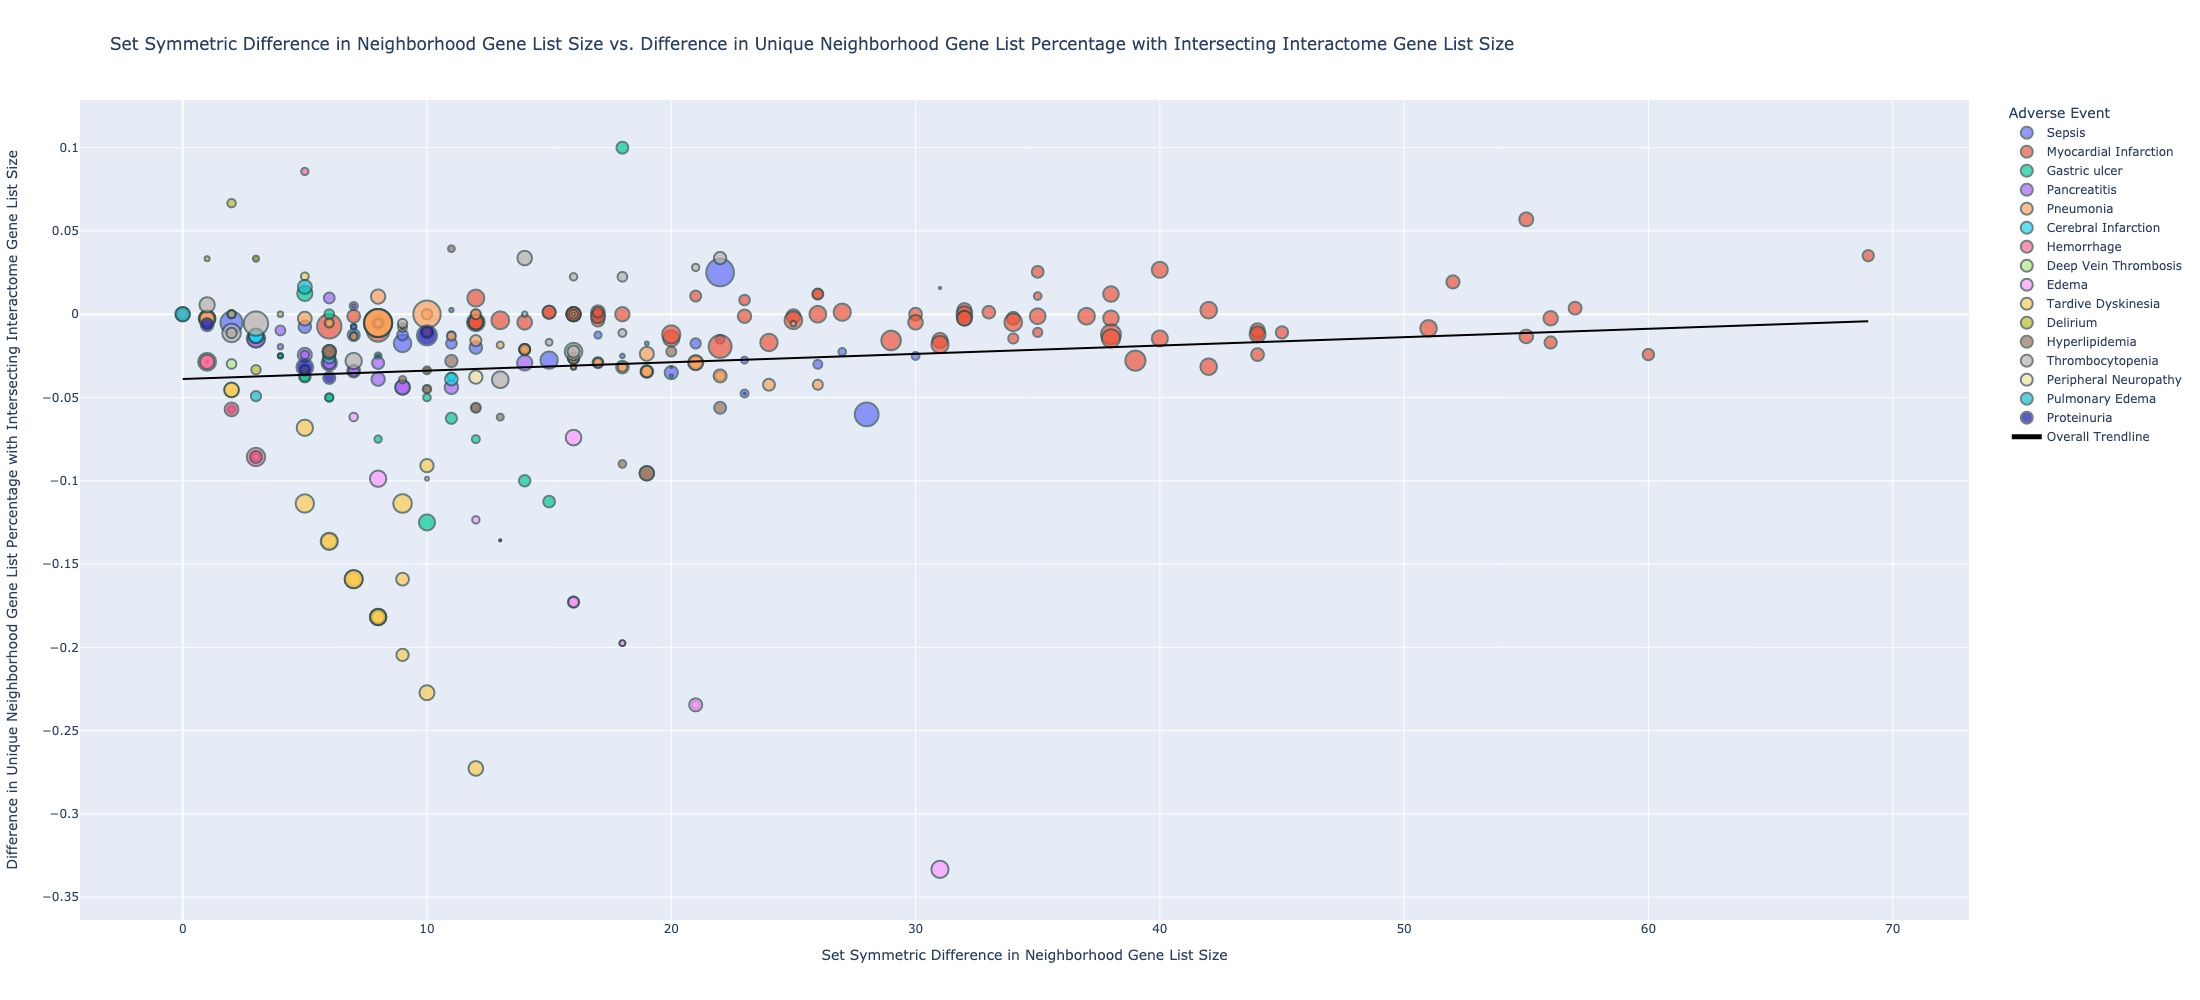 Set Symmetric Difference in Neighborhood Gene List Size vs. Difference in Unique Neighborhood Gene List Percentage with Intersecting Interactome Gene List Size
Difference in Unique Neighborhood Gene List Percentage with Intersecting Interactome Gene List Size
0.1
0.05
0
−0.05
−0.1
−0.15
−0.2
−0.25
−0.3
−0.35
0
10
20
30
40
50
60
70
Set Symmetric Difference in Neighborhood Gene List Size
Adverse Event
Sepsis
Myocardial Infarction
Gastric ulcer
Pancreatitis
Pneumonia
Cerebral Infarction
Hemorrhage
Deep Vein Thrombosis
Edema
Tardive Dyskinesia
Delirium
Hyperlipidemia
Thrombocytopenia
Peripheral Neuropathy
Pulmonary Edema
Proteinuria
Overall Trendline